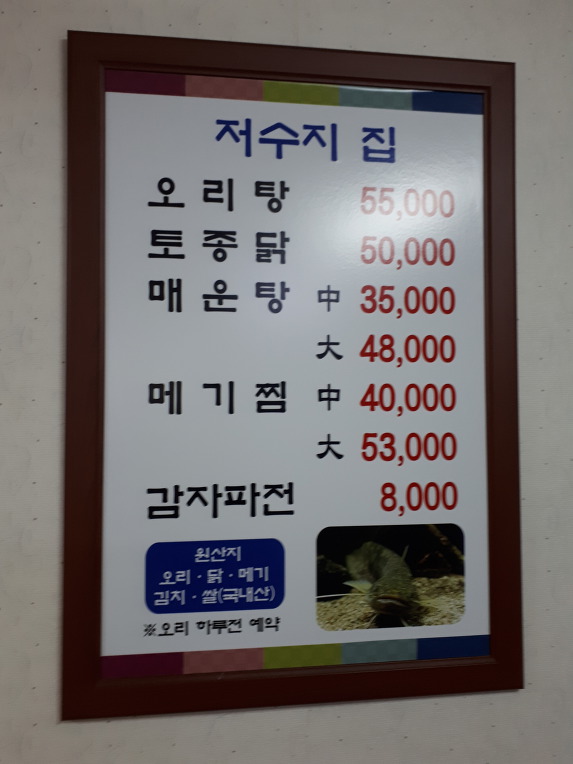 저수지 집
오리탕 55,000
토종닭 50,000
매운탕 中 35,000
大 48,000
메기찜 中 40,000
大 53,000
감자파전 8,000
원산지
오리·닭·메기
김치·쌀(국내산)
※오리 하루전 예약